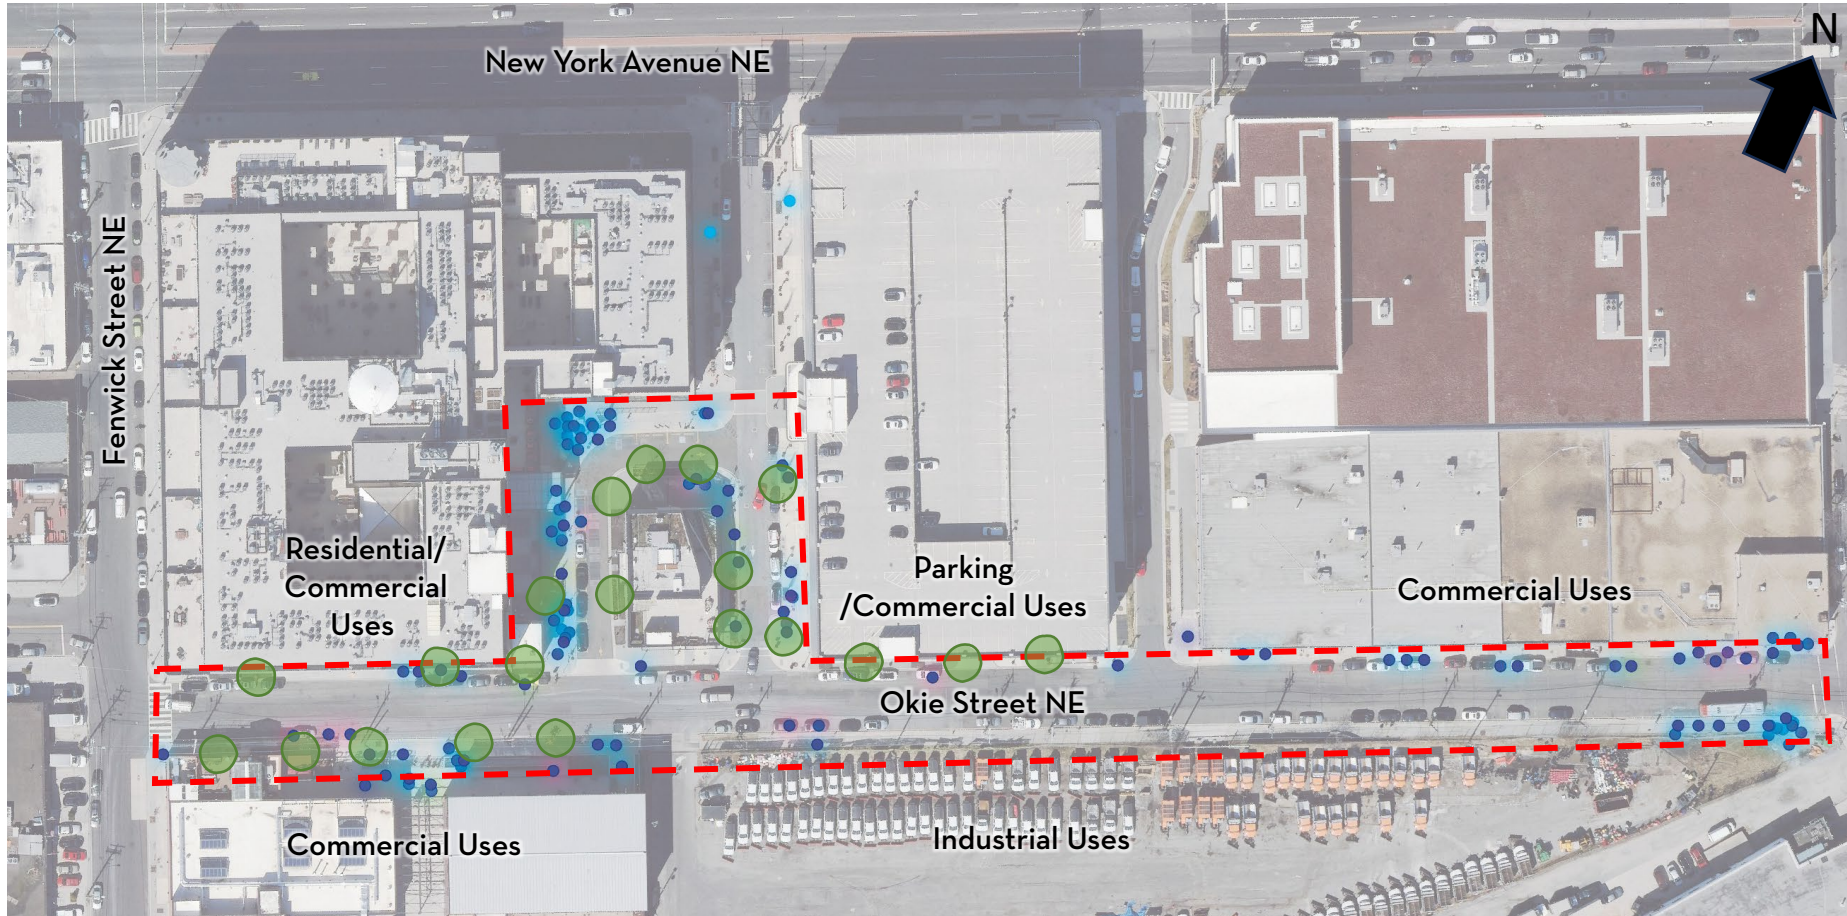 N
New York Avenue NE
Fenwick Street NE
Residential/
Commercial
Uses
Parking
/Commercial Uses
Commercial Uses
Okie Street NE
Commercial Uses
Industrial Uses